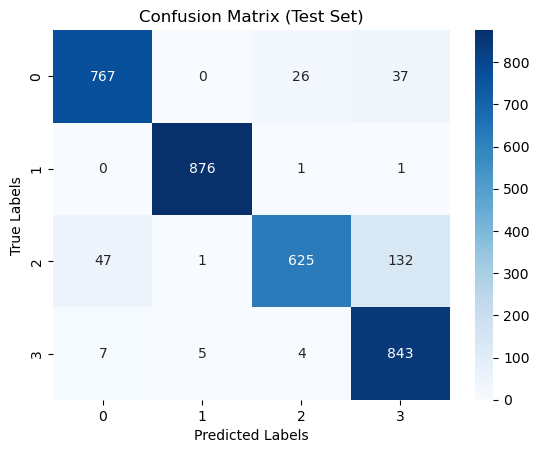 Confusion Matrix (Test Set)
True Labels
0 767 0 26 37
1 0 876 1 1
2 47 1 625 132
3 7 5 4 843
0 1 2 3
Predicted Labels
800
700
600
500
400
300
200
100
0